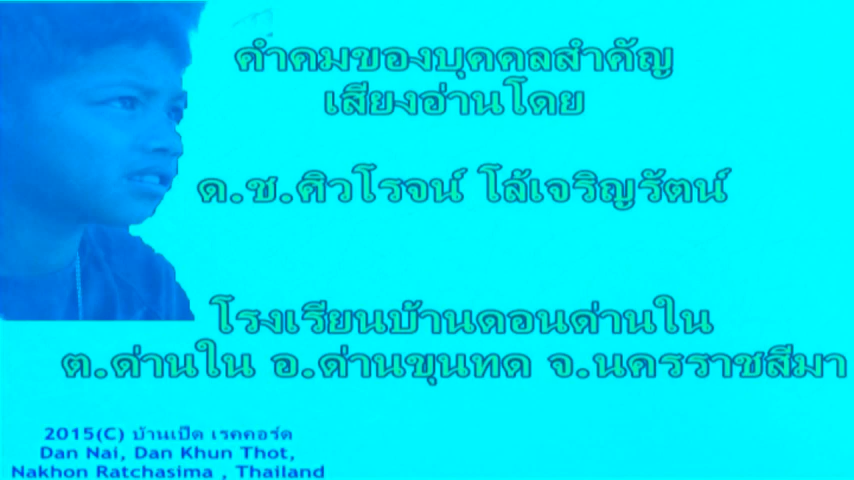 คำคมของบุคคลสำคัญ
เสียงอ่านโดย
ด.ช.ศิวโรจน์ โล้เจริญรัตน์
โรงเรียนบ้านดอนด่านใน
ต.ด่านใน อ.ด่านขุนทด จ.นครราชสีมา
2015(C) บ้านเป็ด เรคคอร์ด
Dan Nai, Dan Khun Thot,
Nakhon Ratchasima , Thailand